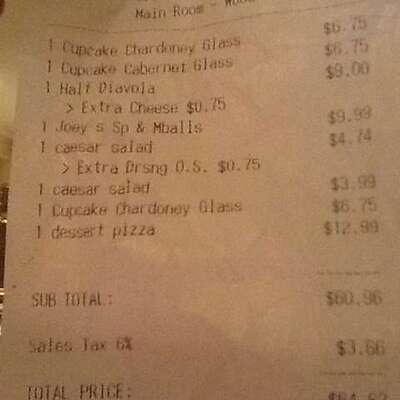 Main Room - Wood
1 Cupcake Chardoney Glass $6.75
1 Cupcake Cabernet Glass $6.75
1 Half Diavola $9.00
> Extra Cheese $0.75
1 Joey s Sp & Mballs $9.99
1 caesar salad $4.74
> Extra Drsng O.S. $0.75
1 caesar salad $3.99
1 Cupcake Chardoney Glass $6.75
1 dessert pizza $12.99
SUB TOTAL: $60.96
Sales Tax 6% $3.66
TOTAL PRICE: $64.62